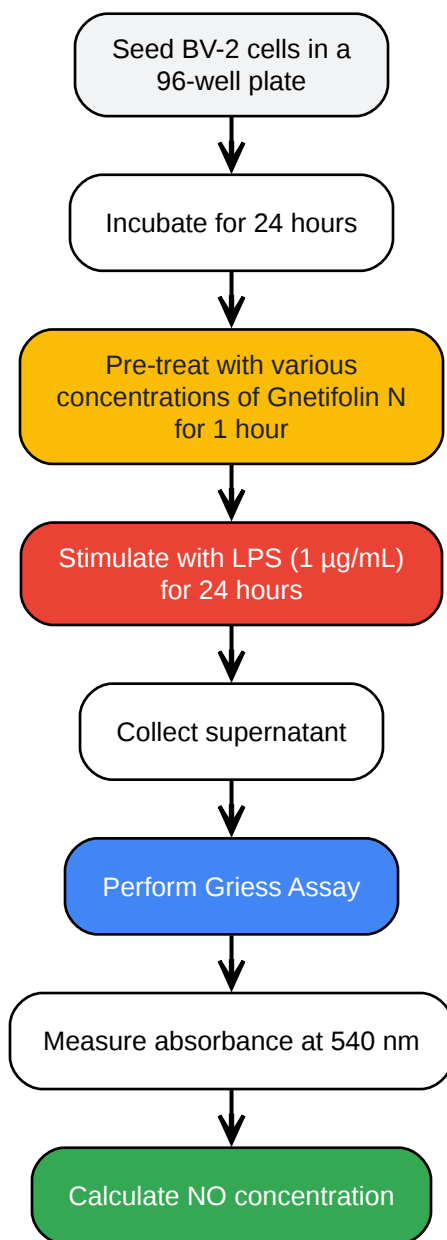 Seed BV-2 cells in a
96-well plate
Incubate for 24 hours
Pre-treat with various
concentrations of Gnetifolin N
for 1 hour
Stimulate with LPS (1 µg/mL)
for 24 hours
Collect supernatant
Perform Griess Assay
Measure absorbance at 540 nm
Calculate NO concentration